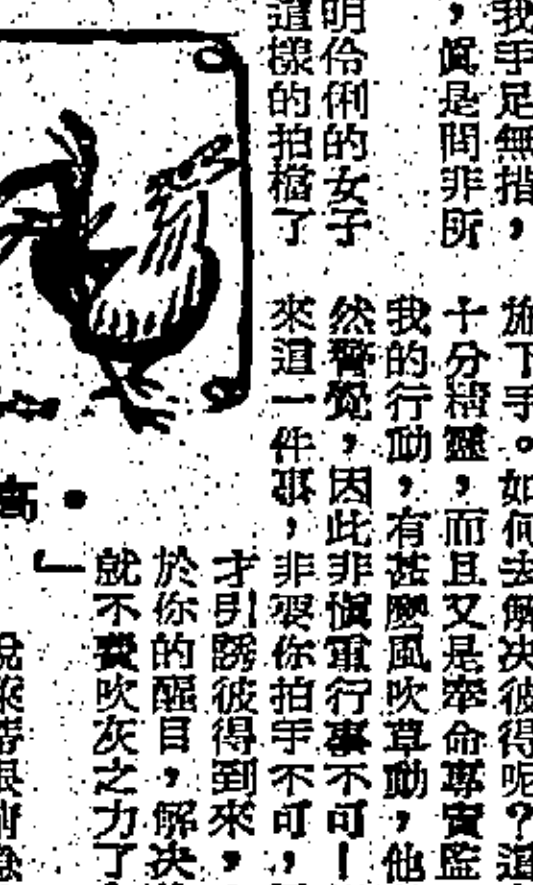 我手足無措，
，眞是問非所
明伶俐的女子
這樣的拍檔了
施下手。如何去解決彼得呢？這
十分精靈，而且又是奉命專責監
我的行動，有甚麽風吹草動，他
然警覺，因此非愼重行事不可！
來這一件事，非要你拍手不可，
才引誘彼得到來，
於你的醒目，解决
就不費吹灰之力了
」
高